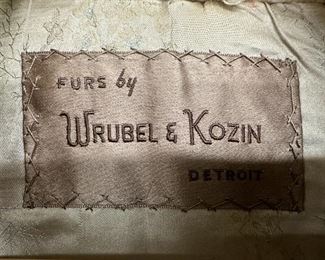 FURS by
WRUBEL & KOZIN
DETROIT